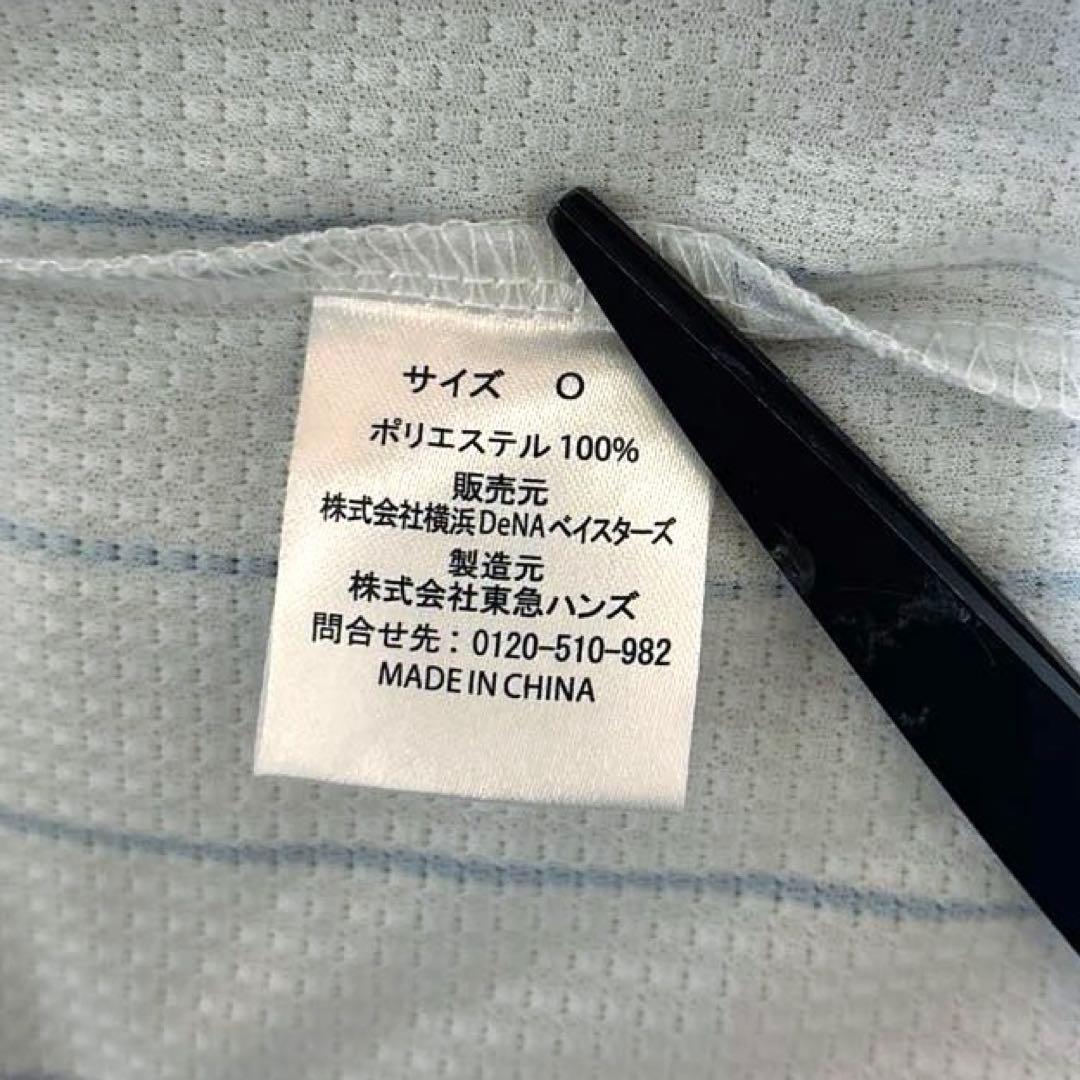 サイズ O
ポリエステル 100%
販売元
株式会社横浜DeNAベイスターズ
製造元
株式会社東急ハンズ
問合せ先：0120-510-982
MADE IN CHINA